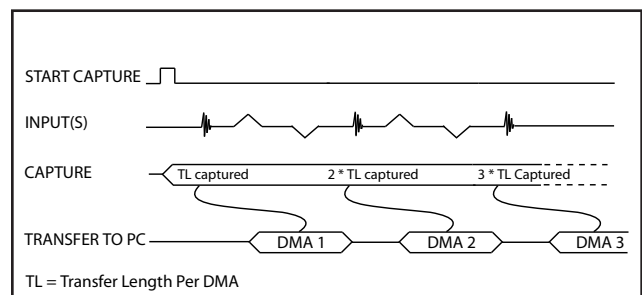 START CAPTURE
INPUT(S)
CAPTURE TL captured 2 * TL captured 3 * TL Captured
TRANSFER TO PC DMA 1 DMA 2 DMA 3
TL = Transfer Length Per DMA